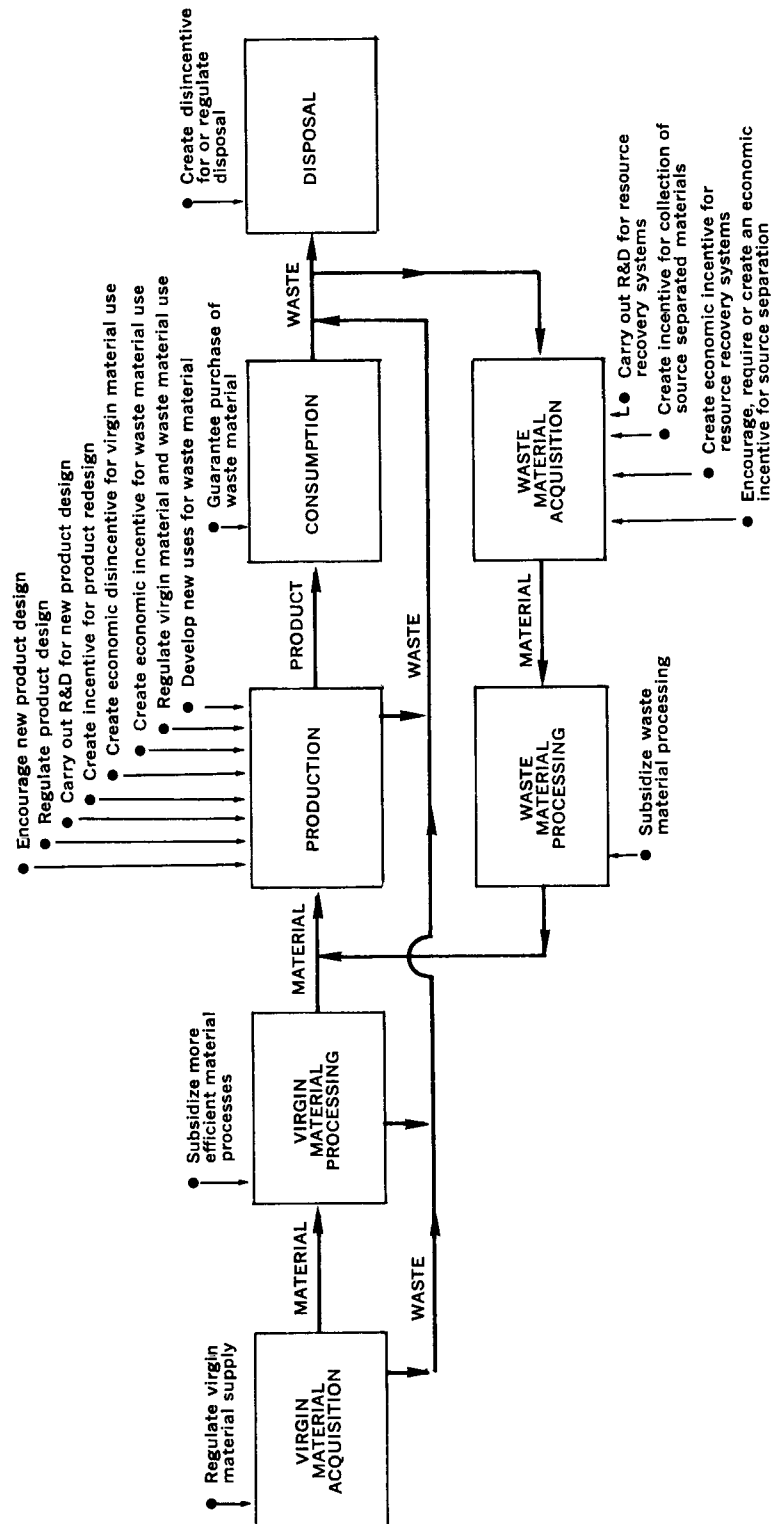 Regulate virgin
material supply
VIRGIN
MATERIAL
ACQUISITION
MATERIAL
WASTE
Subsidize more
efficient material
processes
VIRGIN
MATERIAL
PROCESSING
MATERIAL
Encourage new product design
Regulate product design
Carry out R&D for new product design
Create incentive for product redesign
Create economic disincentive for virgin material use
Create economic incentive for waste material use
Regulate virgin material and waste material use
Develop new uses for waste material
PRODUCTION
PRODUCT
WASTE
Guarantee purchase of
waste material
CONSUMPTION
WASTE
Create disincentive
for or regulate
disposal
DISPOSAL
Subsidize waste
material processing
WASTE
MATERIAL
PROCESSING
MATERIAL
WASTE
MATERIAL
ACQUISITION
Carry out R&D for resource
recovery systems
Create incentive for collection of
source separated materials
Create economic incentive for
resource recovery systems
Encourage, require or create an economic
incentive for source separation